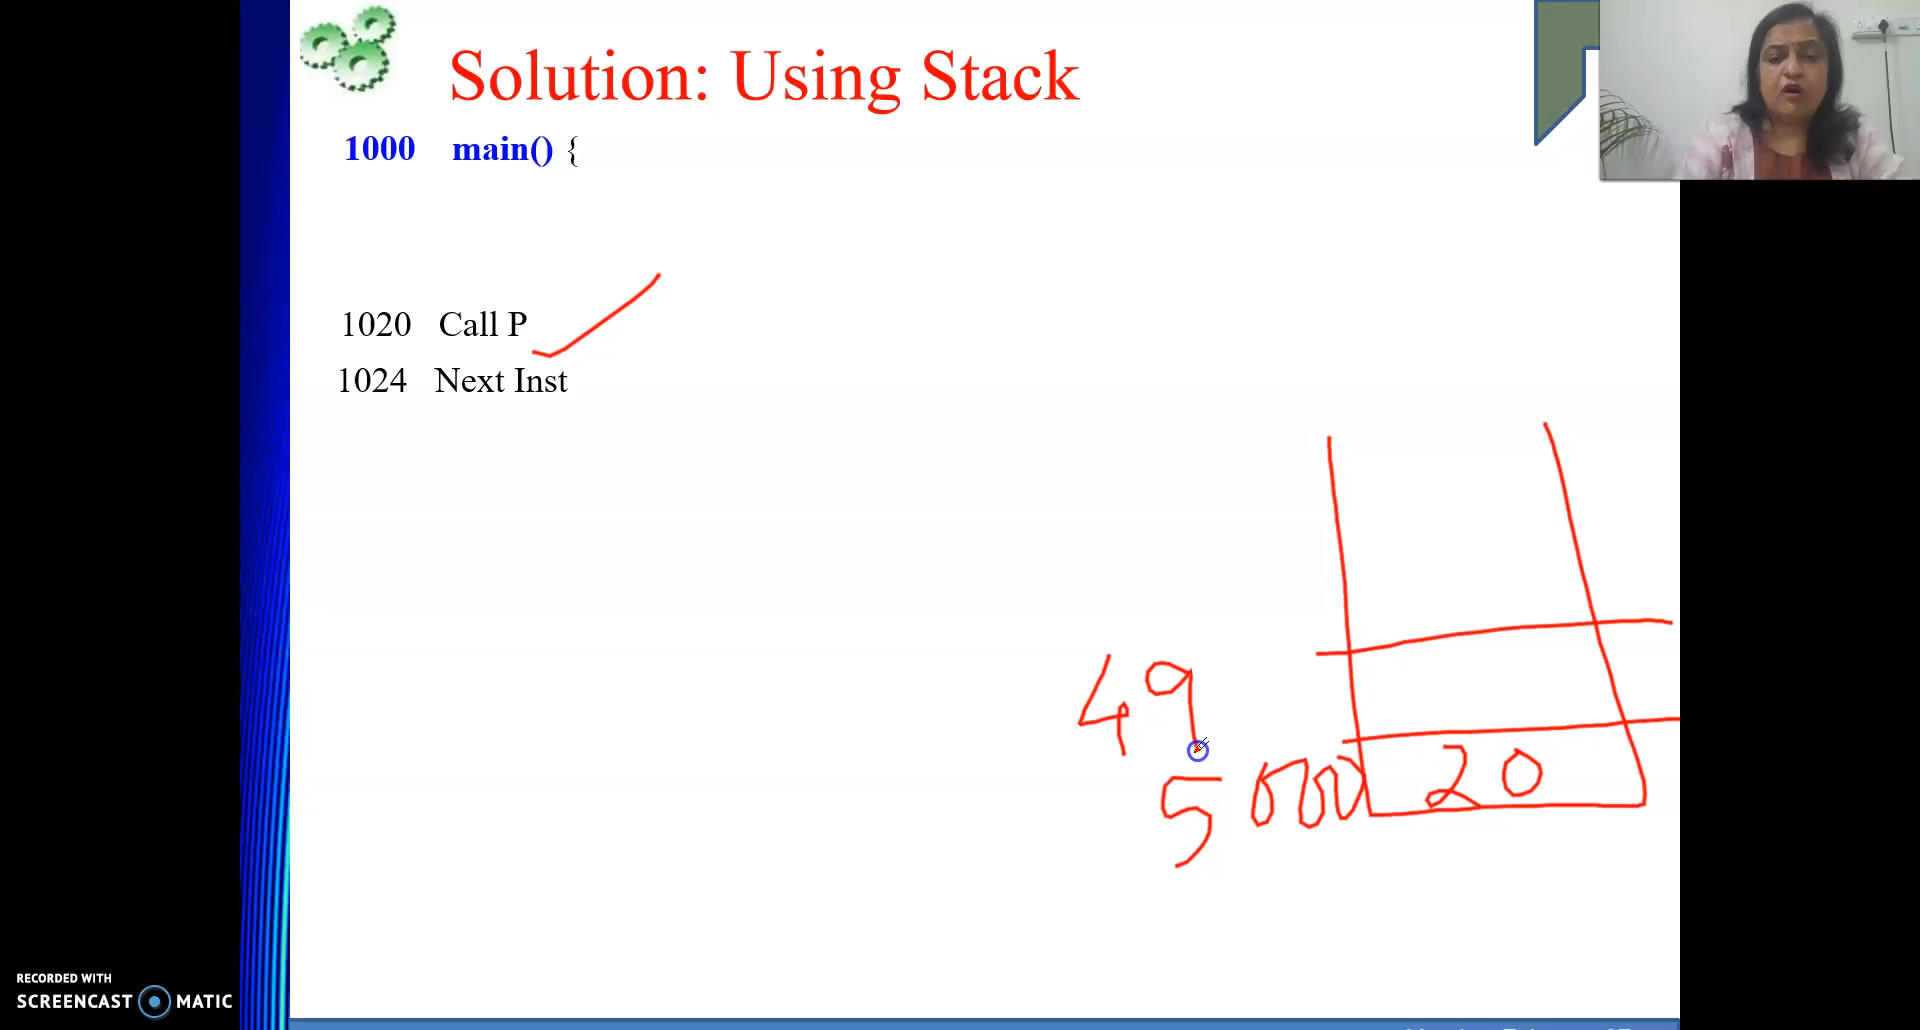 Solution: Using Stack
1000 main() {
1020 Call P
1024 Next Inst
49
5000
20
RECORDED WITH
SCREENCAST MATIC